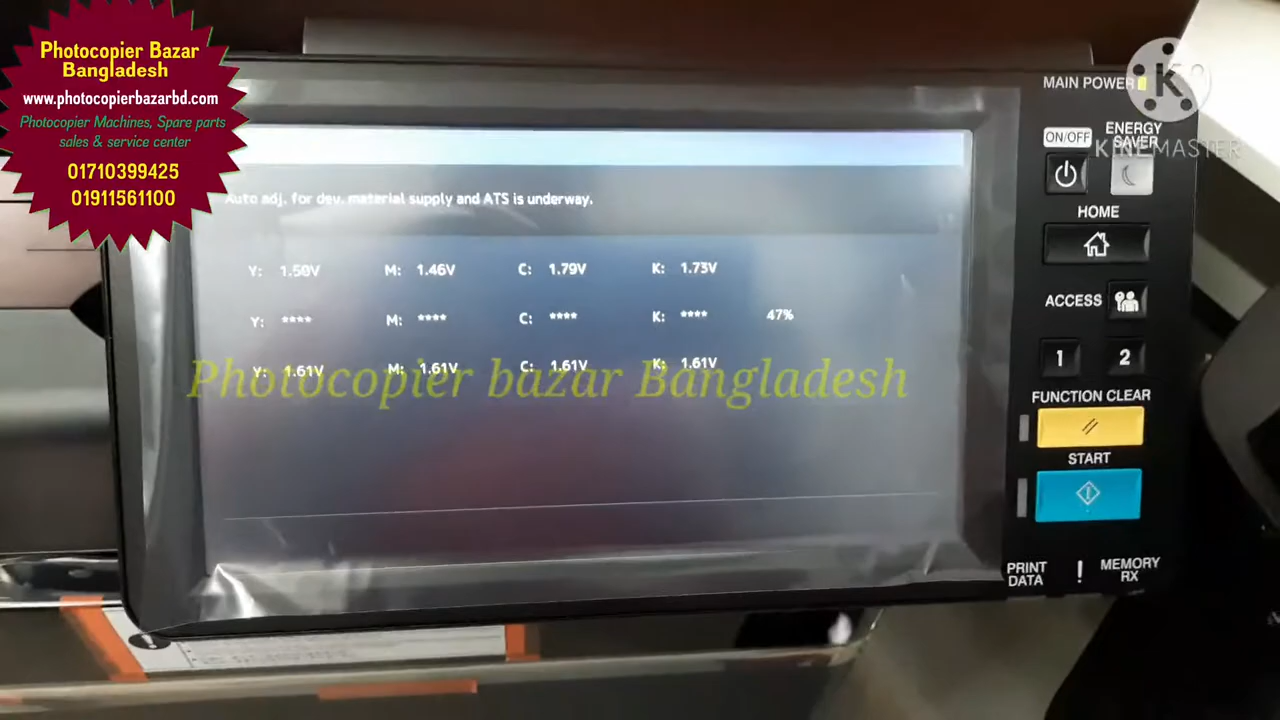 Photocopier Bazar
Bangladesh
www.photocopierbazarbd.com
Photocopier Machines, Spare parts
sales & service center
01710399425
01911561100
Auto adj. for dev. material supply and ATS is underway.
Y: 1.50V M: 1.46V C: 1.79V K: 1.73V
Y: **** M: **** C: **** K: **** 47%
Y: 1.61V M: 1.61V C: 1.61V K: 1.61V
Photocopier bazar Bangladesh
MAIN POWER
K
KINEMASTER
ON/OFF
ENERGY
SAVER
HOME
ACCESS
1 2
FUNCTION CLEAR
START
PRINT
DATA
!
MEMORY
RX